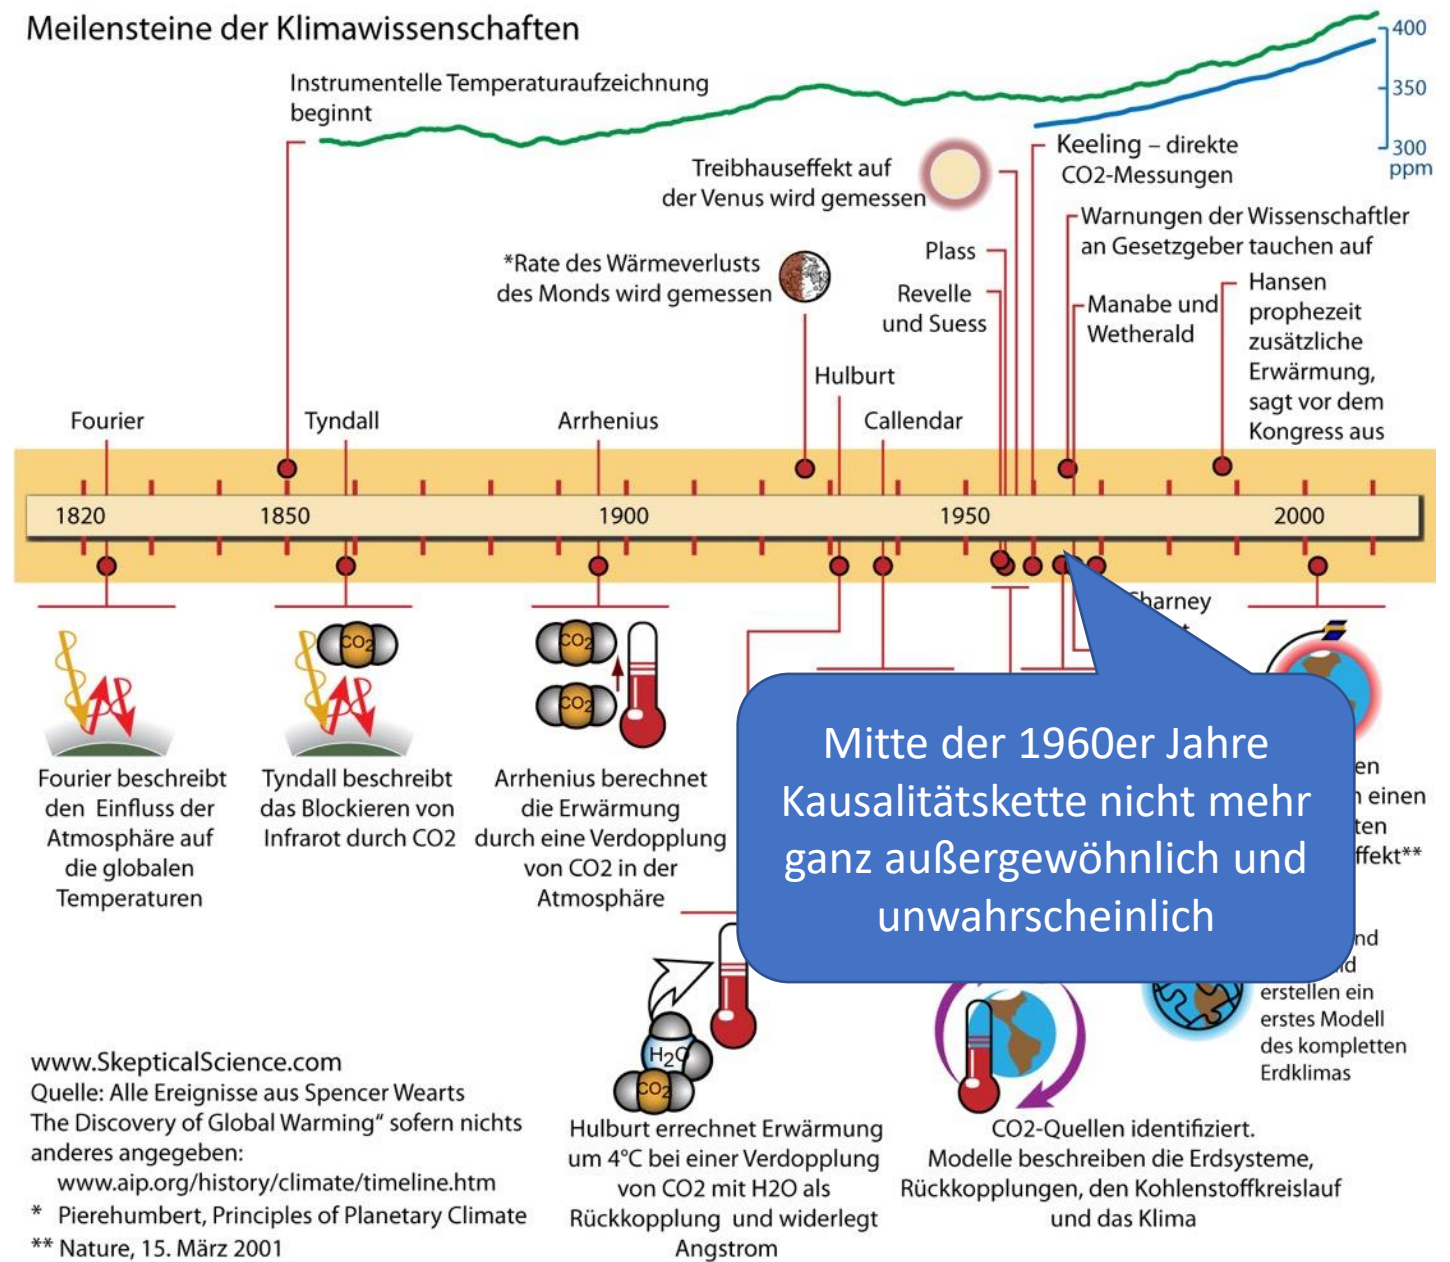 Meilensteine der Klimawissenschaften
Instrumentelle Temperaturaufzeichnung
beginnt
400
350
300
ppm
Keeling – direkte
CO2-Messungen
Treibhauseffekt auf
der Venus wird gemessen
Warnungen der Wissenschaftler
an Gesetzgeber tauchen auf
*Rate des Wärmeverlusts
des Monds wird gemessen
Plass
Revelle
und Suess
Manabe und
Wetherald
Hansen
prophezeit
zusätzliche
Erwärmung,
sagt vor dem
Kongress aus
Hulburt
Fourier
Tyndall
Arrhenius
Callendar
1820
1850
1900
1950
2000
Charney
CO2
CO2
CO2
Fourier beschreibt
den Einfluss der
Atmosphäre auf
die globalen
Temperaturen
Tyndall beschreibt
das Blockieren von
Infrarot durch CO2
Arrhenius berechnet
die Erwärmung
durch eine Verdopplung
von CO2 in der
Atmosphäre
Mitte der 1960er Jahre
Kausalitätskette nicht mehr
ganz außergewöhnlich und
unwahrscheinlich
einen
erstellen ein
erstes Modell
des kompletten
Erdklimas
H2O
CO2
Hulburt errechnet Erwärmung
um 4°C bei einer Verdopplung
von CO2 mit H2O als
Rückkopplung und widerlegt
Angstrom
CO2-Quellen identifiziert.
Modelle beschreiben die Erdsysteme,
Rückkopplungen, den Kohlenstoffkreislauf
und das Klima
www.SkepticalScience.com
Quelle: Alle Ereignisse aus Spencer Wearts
The Discovery of Global Warming“ sofern nichts
anderes angegeben:
www.aip.org/history/climate/timeline.htm
* Pierehumbert, Principles of Planetary Climate
** Nature, 15. März 2001